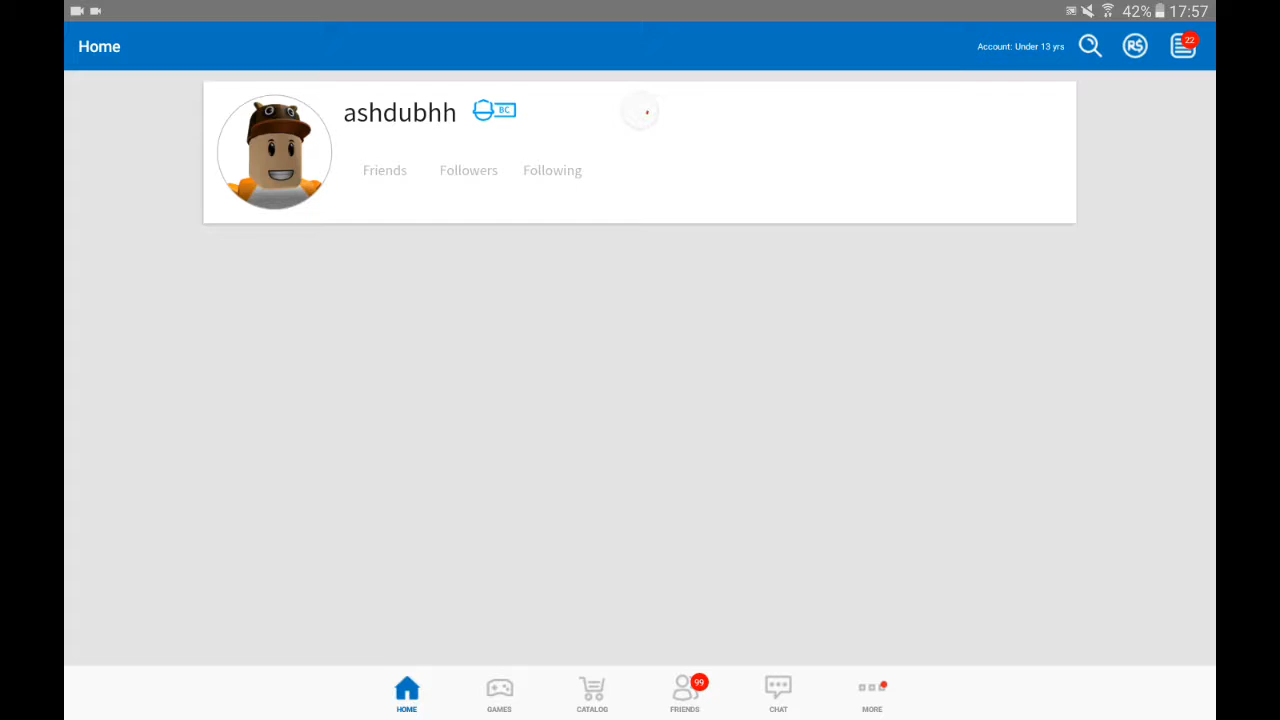 42% 17:57
Home
Account: Under 13 yrs
R$
22
ashdubhh
BC
Friends Followers Following
99
HOME GAMES CATALOG FRIENDS CHAT MORE